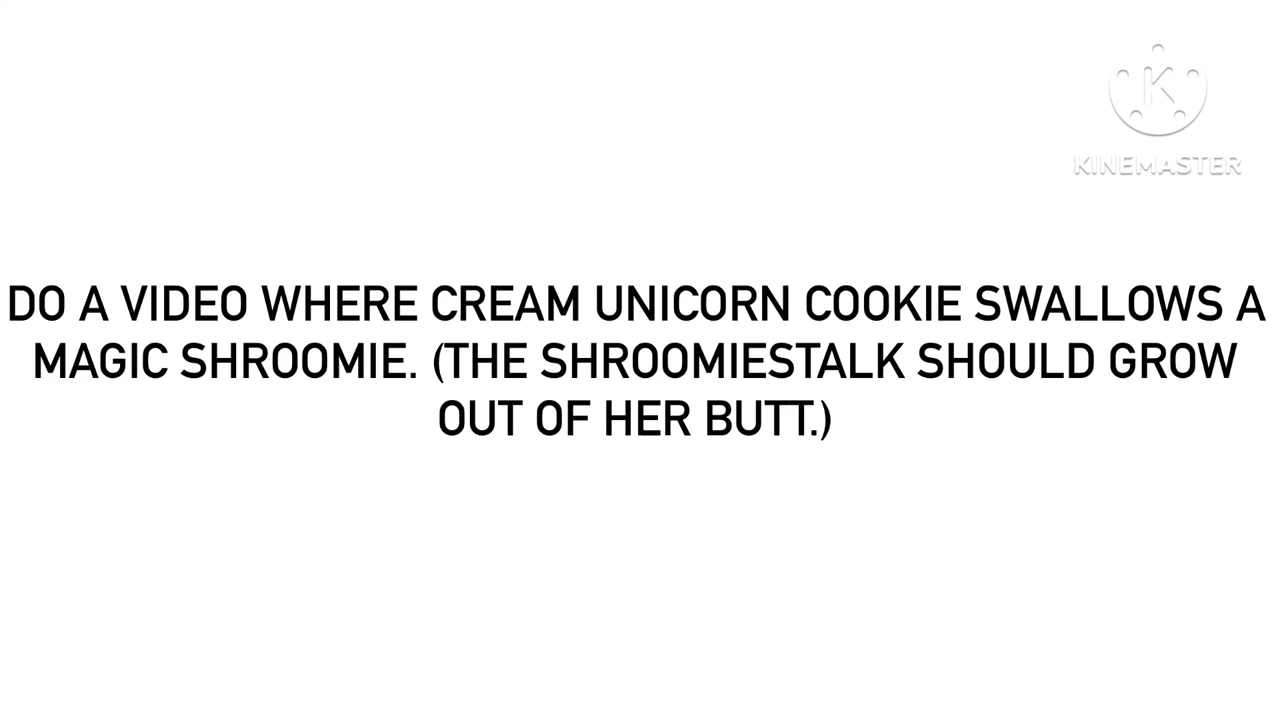 KINEMASTER
DO A VIDEO WHERE CREAM UNICORN COOKIE SWALLOWS A
MAGIC SHROOMIE. (THE SHROOMIESTALK SHOULD GROW
OUT OF HER BUTT.)